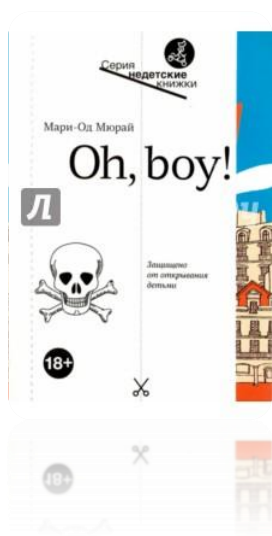 Серия
недетские
книжки
Мари-Од Мюрай
Oh, boy!
Л
Защищено
от открывания
детьми
18+